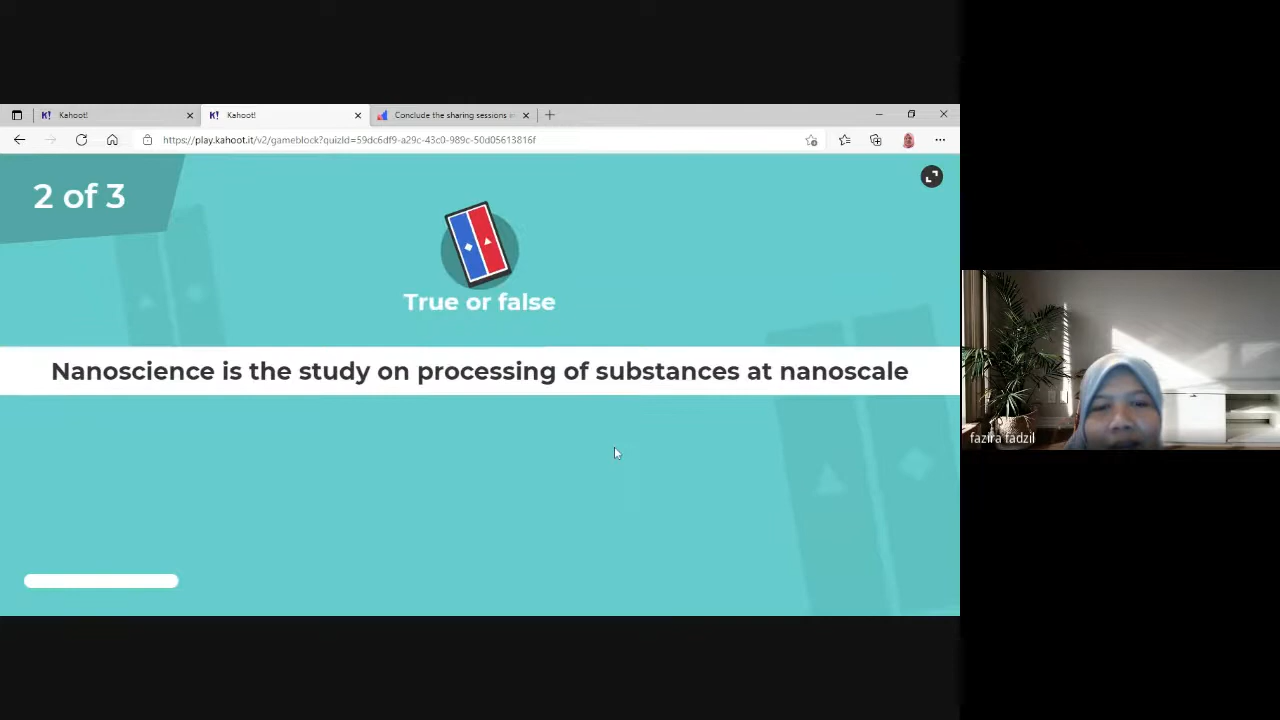 K! Kahoot!
K! Kahoot!
Conclude the sharing sessions
https://play.kahoot.it/v2/gameblock?quizId=59dc6df9-a29c-43c0-989c-50d05613816f
2 of 3
True or false
Nanoscience is the study on processing of substances at nanoscale
fazira fadzil